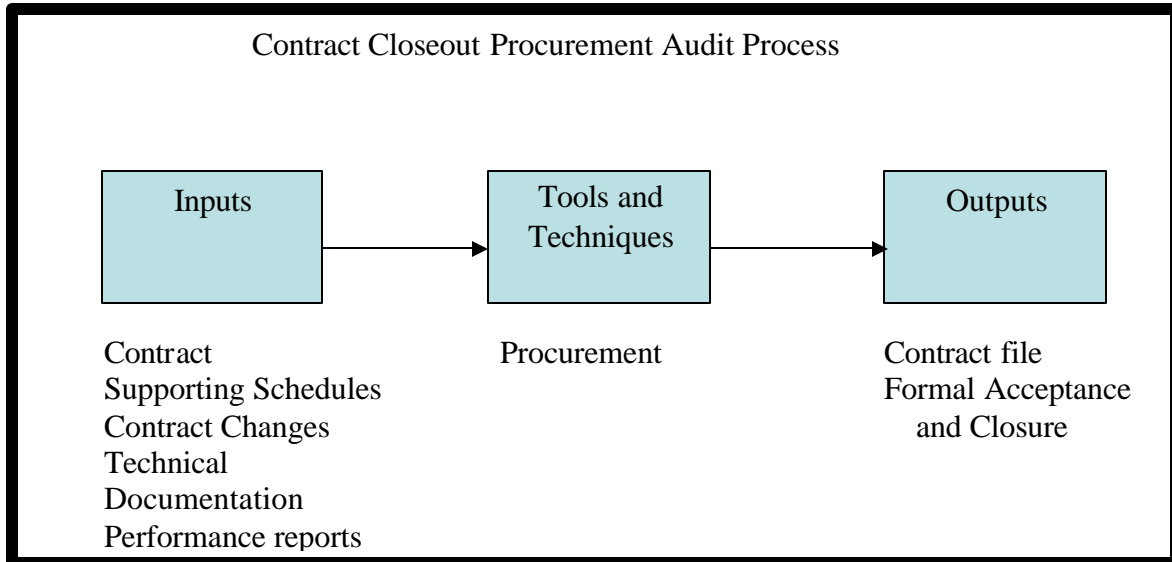 Contract Closeout Procurement Audit Process
Inputs
Tools and
Techniques
Outputs
Contract
Supporting Schedules
Contract Changes
Technical
Documentation
Performance reports
Procurement
Contract file
Formal Acceptance
and Closure